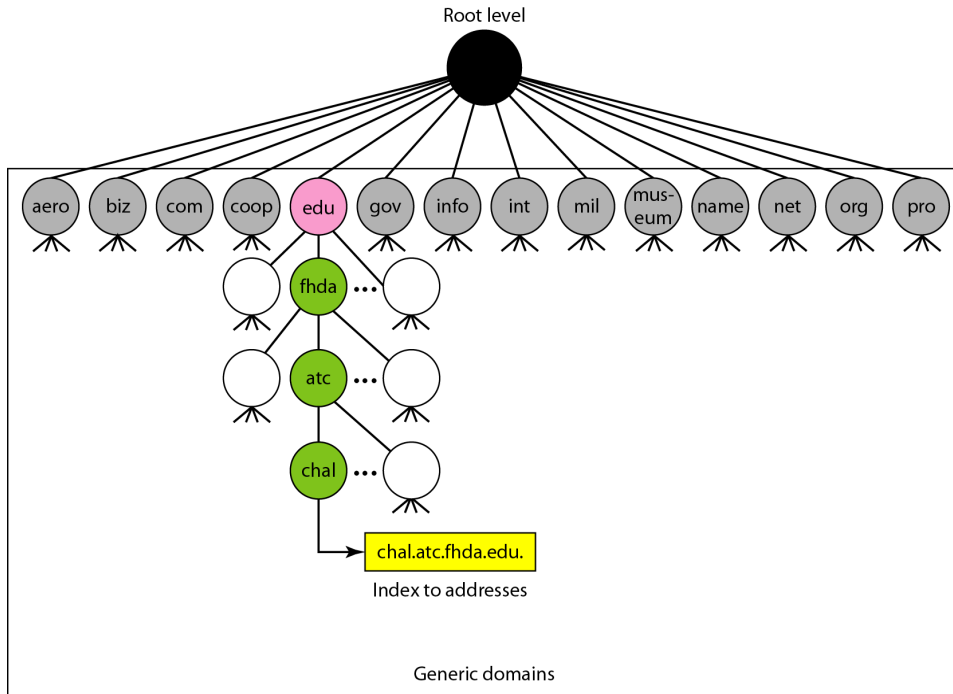 Root level
aero biz com coop edu gov info int mil mus-
eum name net org pro
fhda ...
atc ...
chal ...
chal.atc.fhda.edu.
Index to addresses
Generic domains